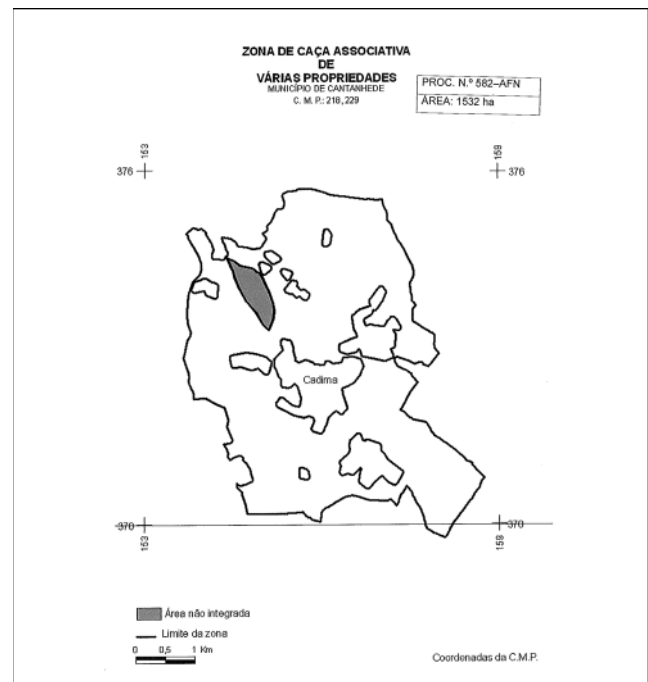 ZONA DE CAÇA ASSOCIATIVA
DE
VÁRIAS PROPRIEDADES
MUNICÍPIO DE CANTANHEDE
C. M. P.: 218,229
PROC. N.º 582–AFN
ÁREA: 1532 ha
153
159
376
376
Cadima
370
370
153
159
Área não integrada
Limite da zona
0 0,5 1 Km
Coordenadas da C.M.P.